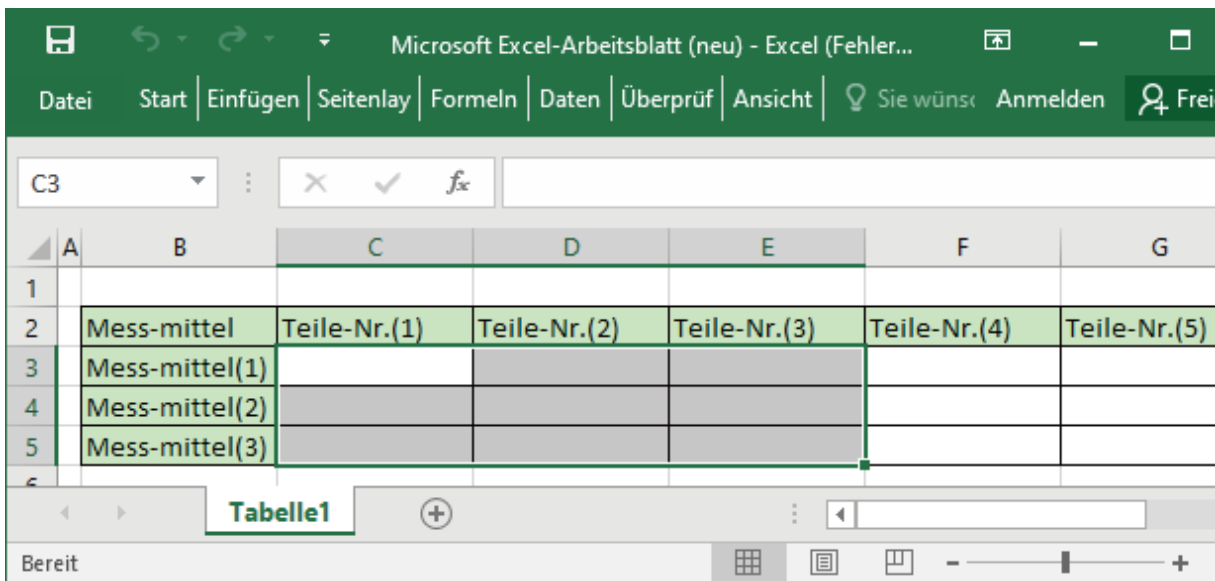 Microsoft Excel-Arbeitsblatt (neu) - Excel (Fehler...
Datei Start Einfügen Seitenlay Formeln Daten Überprüf Ansicht Sie wünsc Anmelden Frei
C3 fx
A B C D E F G
1
2 Mess-mittel Teile-Nr.(1) Teile-Nr.(2) Teile-Nr.(3) Teile-Nr.(4) Teile-Nr.(5)
3 Mess-mittel(1)
4 Mess-mittel(2)
5 Mess-mittel(3)
6
Tabelle1
Bereit